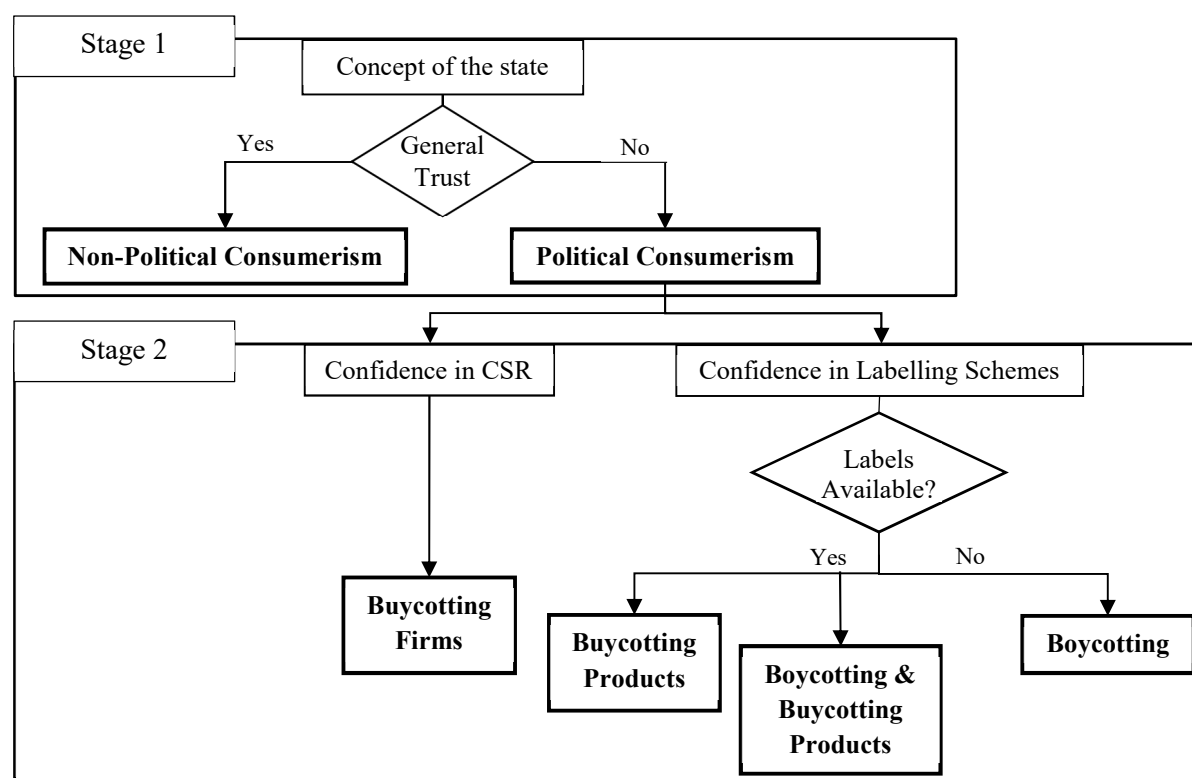 Stage 1
Concept of the state
Yes
General
Trust
No
Non-Political Consumerism
Political Consumerism
Stage 2
Confidence in CSR
Confidence in Labelling Schemes
Labels
Available?
Yes
No
Buycotting
Firms
Buycotting
Products
Boycotting &
Buycotting
Products
Boycotting